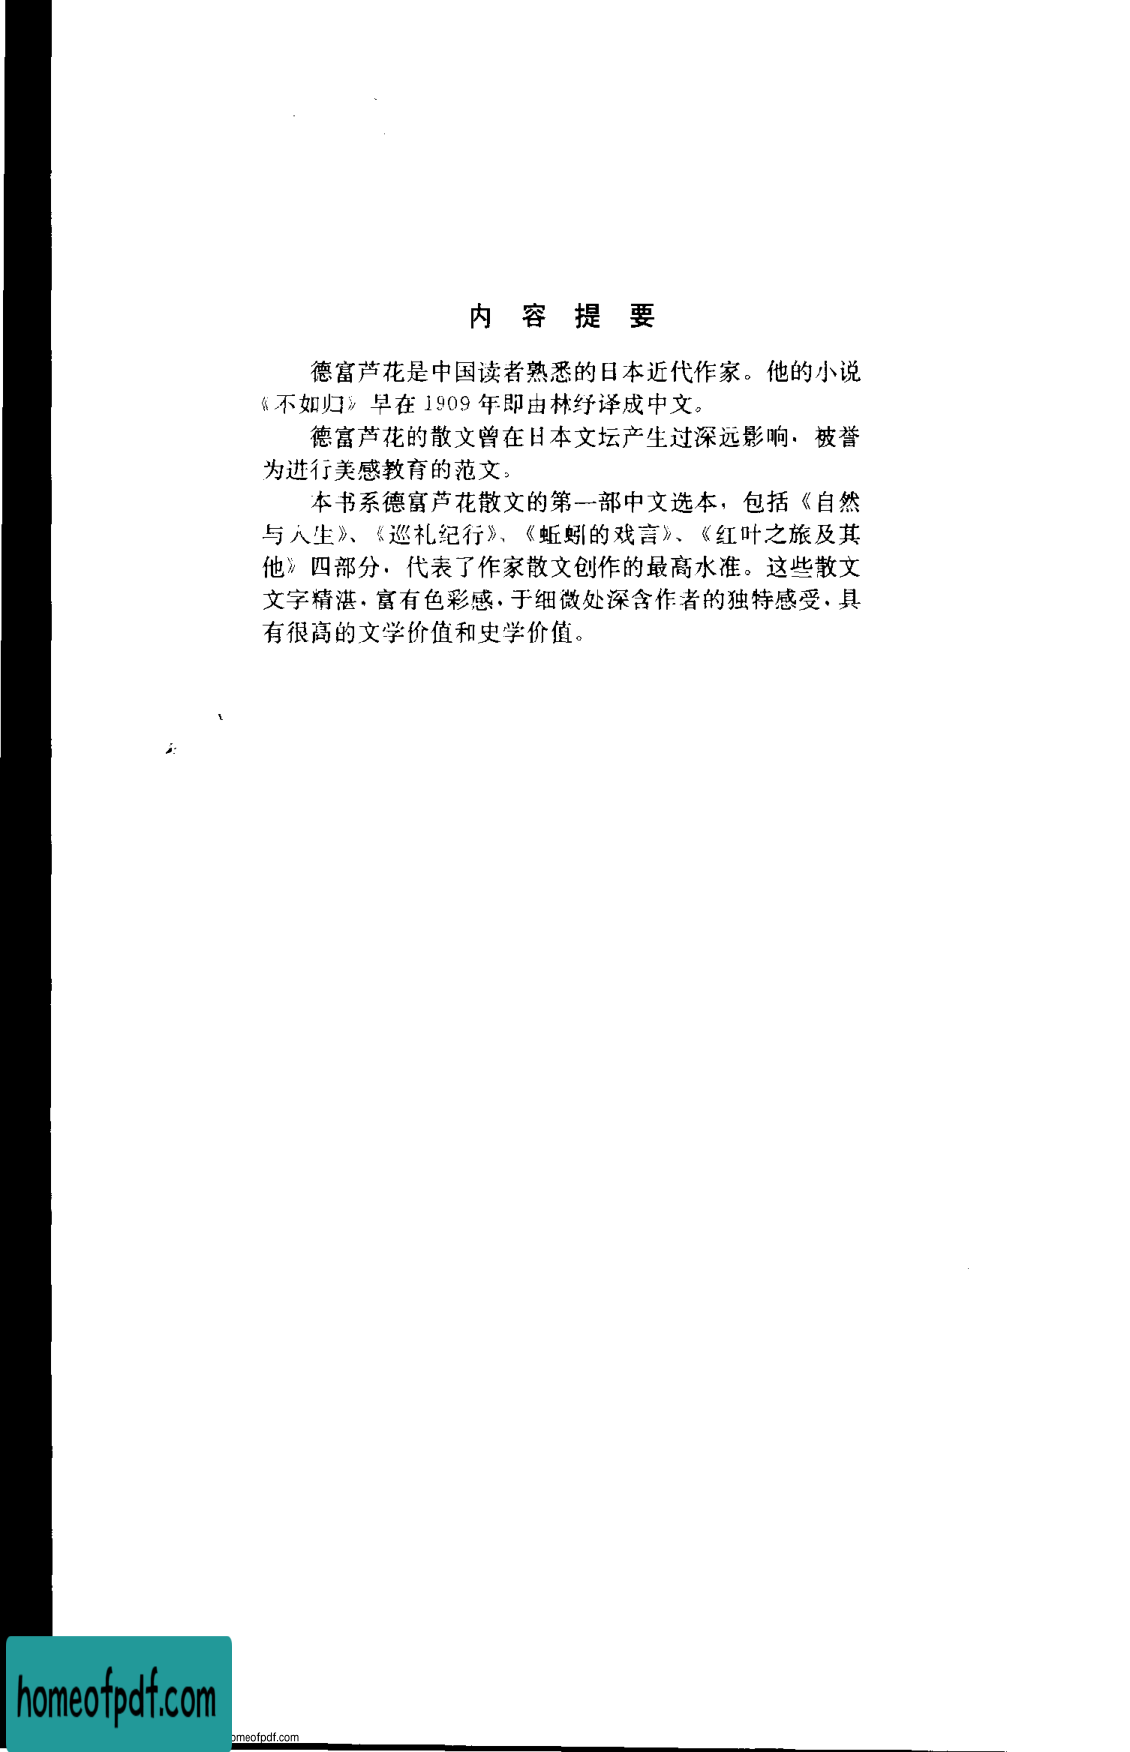 内容提要
德富芦花是中国读者熟悉的日本近代作家。他的小说
《不如归》早在1909年即由林纾译成中文。
德富芦花的散文曾在日本文坛产生过深远影响，被誉
为进行美感教育的范文。
本书系德富芦花散文的第一部中文选本，包括《自然
与人生》、《巡礼纪行》、《蚯蚓的戏言》、《红叶之旅及其
他》四部分，代表了作家散文创作的最高水准。这些散文
文字精湛，富有色彩感，于细微处深含作者的独特感受，具
有很高的文学价值和史学价值。
homeofpdf.com
omeofpdf.com